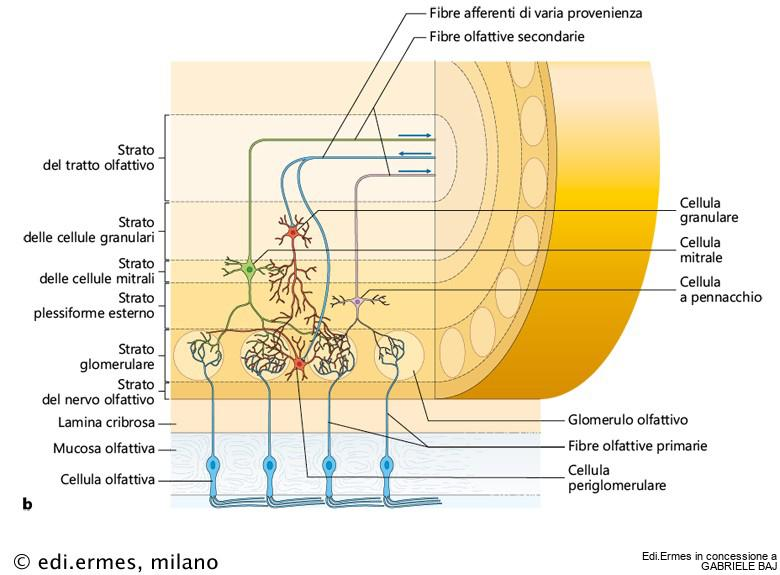 Fibre afferenti di varia provenienza
Fibre olfattive secondarie
Strato
del tratto olfattivo
Strato
delle cellule granulari
Strato
delle cellule mitrali
Strato
plessiforme esterno
Strato
glomerulare
Strato
del nervo olfattivo
Lamina cribrosa
Mucosa olfattiva
Cellula olfattiva
Cellula
granulare
Cellula
mitrale
Cellula
a pennacchio
Glomerulo olfattivo
Fibre olfattive primarie
Cellula
periglomerulare
b
© edi.ermes, milano
Edi.Ermes in concessione a
GABRIELE BAJ